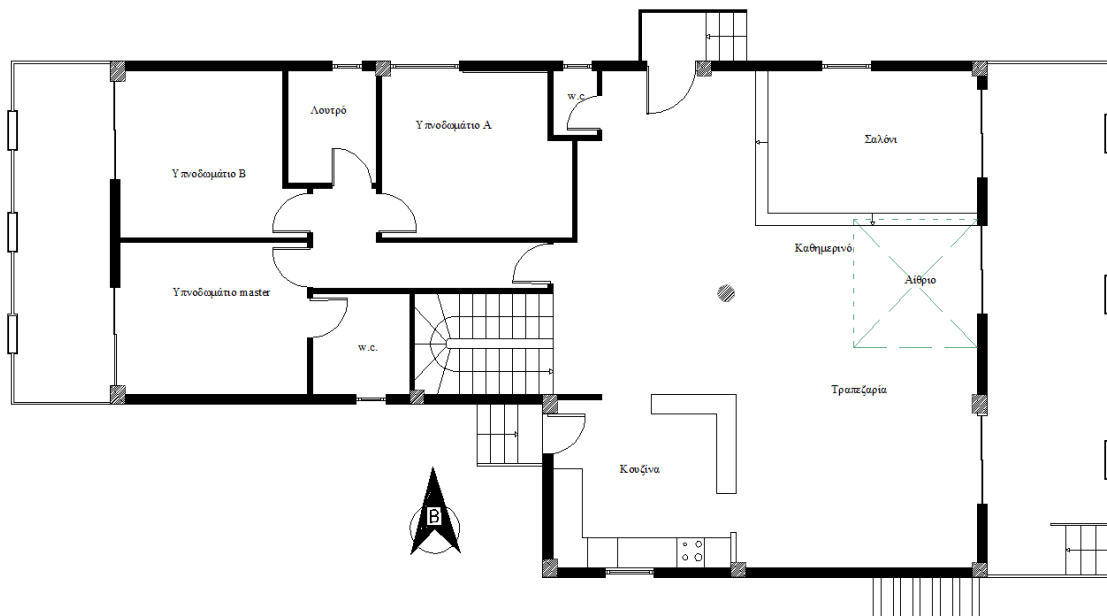 w.c.
Λουτρό
Υπνοδωμάτιο Α
Σαλόνι
Υπνοδωμάτιο Β
Καθημερινό
Αίθριο
Υπνοδωμάτιο master
w.c.
Τραπεζαρία
Κουζίνα
Β